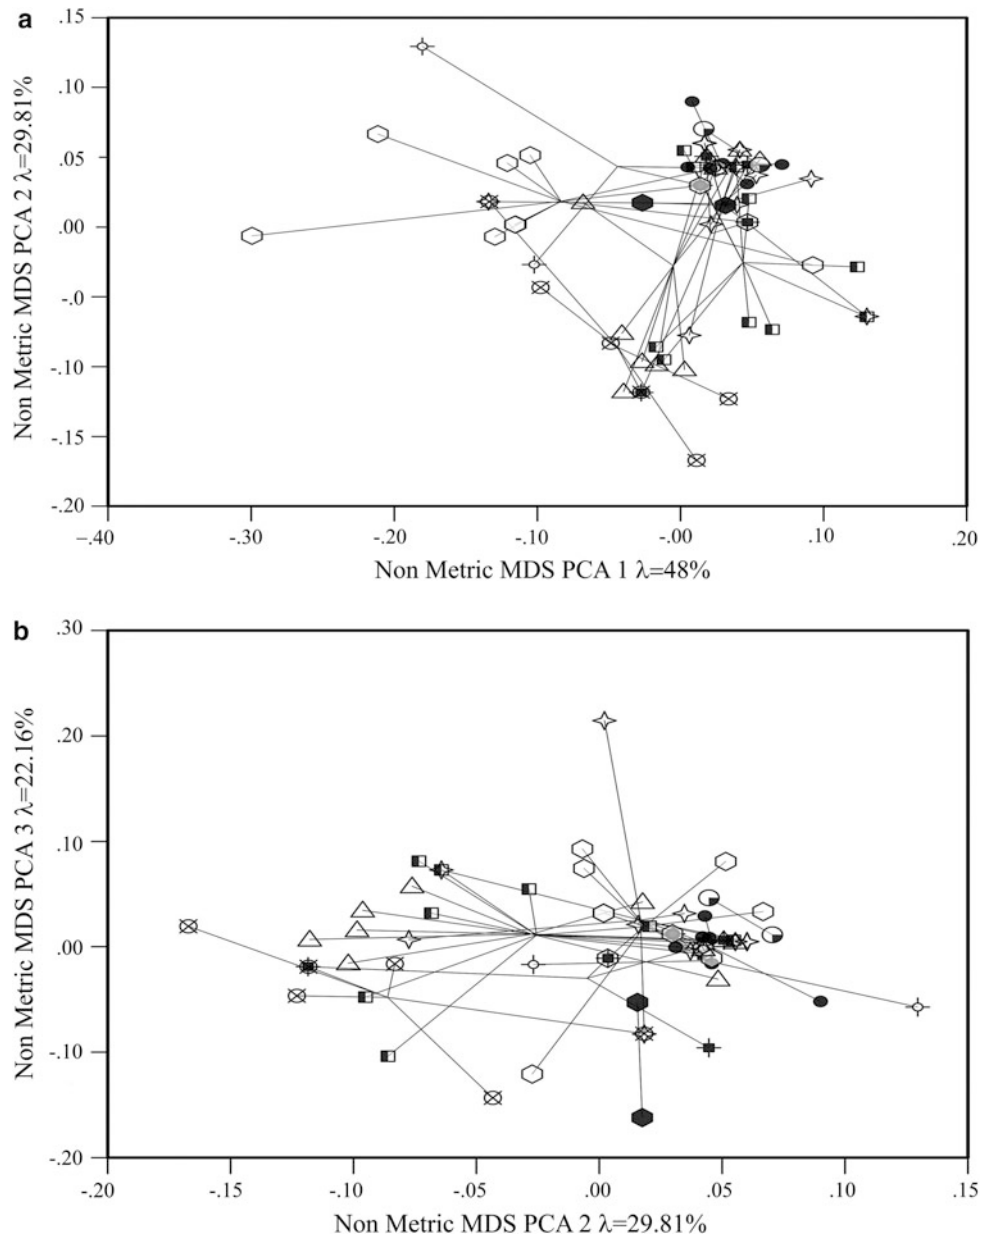 a
Non Metric MDS PCA 2 λ=29.81%
.15
.10
.05
.00
-.0
-.10
-.15
-.20
-.40 -.30 -.20 -.10 -.00 .10 .20
Non Metric MDS PCA 1 λ=48%
b
Non Metric MDS PCA 3 λ=22.16%
.30
.20
.10
.00
-.10
-.20
-.20 -.15 -.10 -.05 .00 .05 .10 .15
Non Metric MDS PCA 2 λ=29.81%